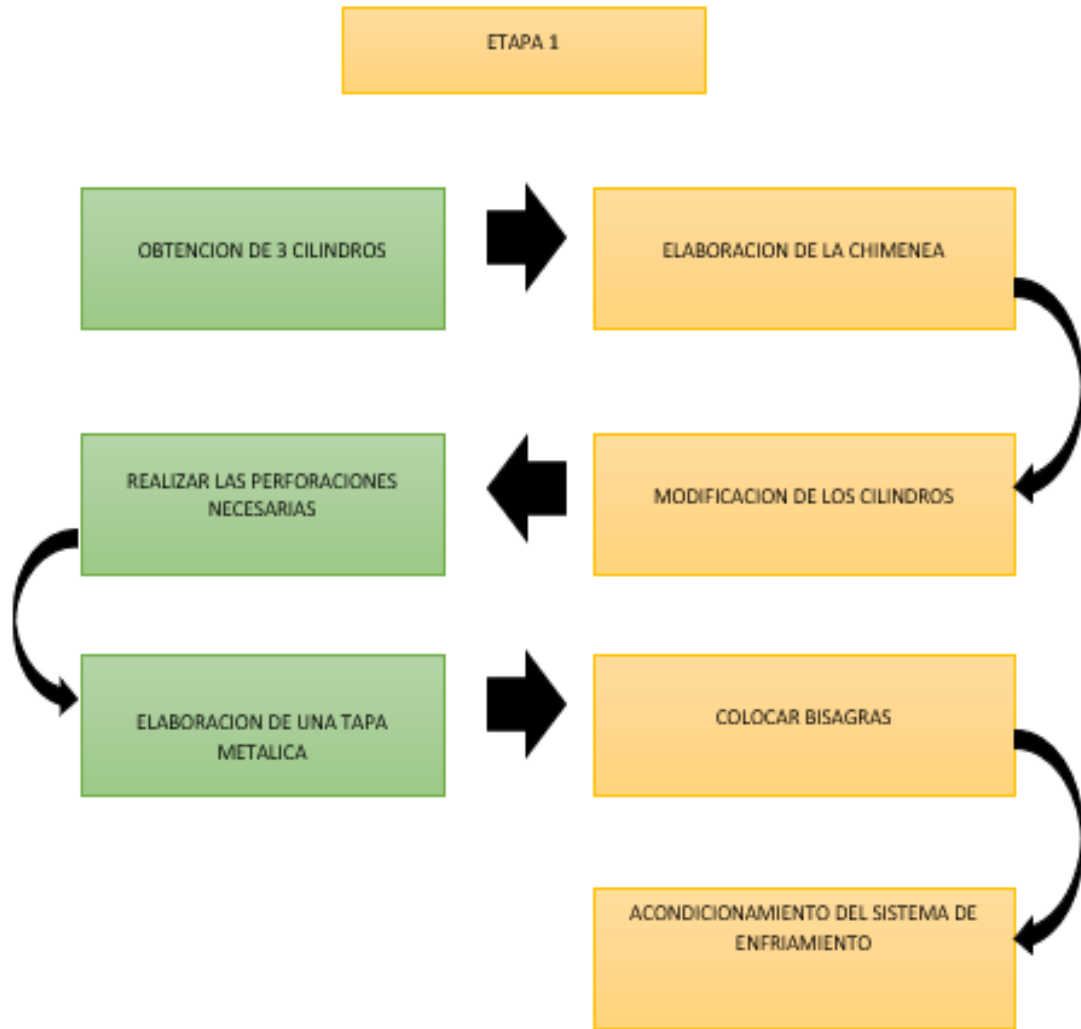 ETAPA 1
OBTENCION DE 3 CILINDROS
ELABORACION DE LA CHIMENEA
MODIFICACION DE LOS CILINDROS
REALIZAR LAS PERFORACIONES
NECESARIAS
ELABORACION DE UNA TAPA
METALICA
COLOCAR BISAGRAS
ACONDICIONAMIENTO DEL SISTEMA DE
ENFRIAMIENTO